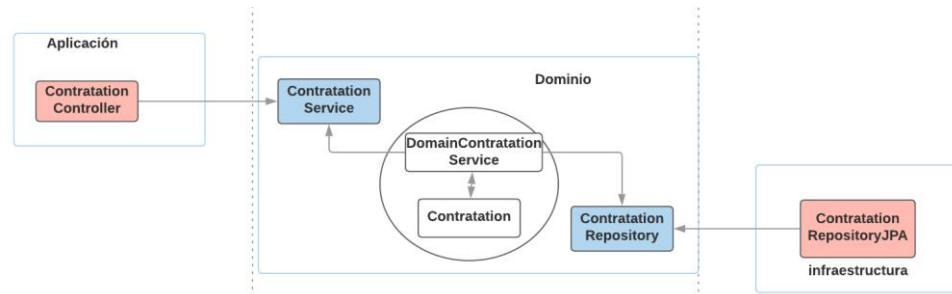 Aplicación
Contratation
Controller
Dominio
Contratation
Service
DomainContratation
Service
Contratation
Contratation
Repository
Contratation
RepositoryJPA
infraestructura